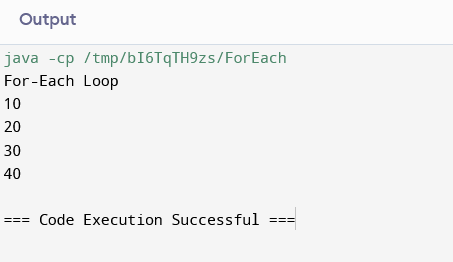 Output
java -cp /tmp/bI6TqTH9zs/ForEach
For-Each Loop
10
20
30
40
=== Code Execution Successful ===